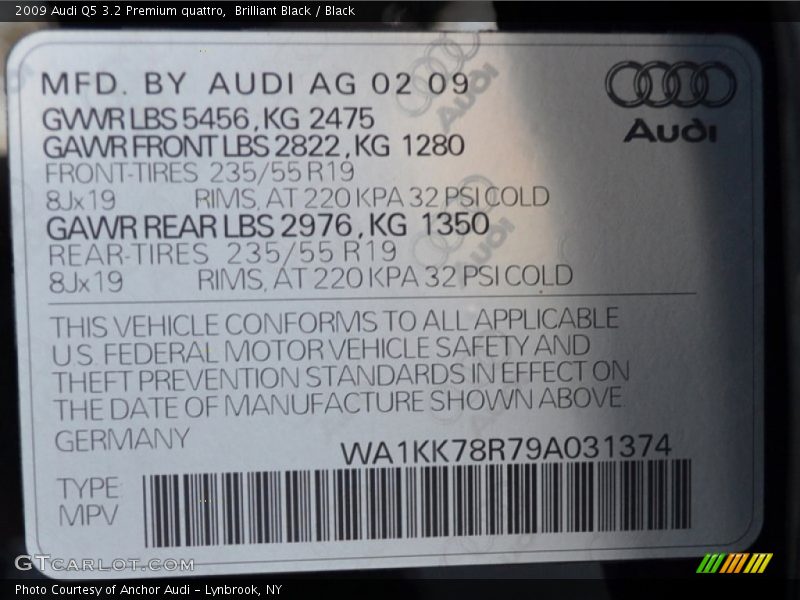 2009 Audi Q5 3.2 Premium quattro,  Brilliant Black / Black
MFD. BY AUDI AG 02 09
GVWR LBS 5456, KG 2475
GAWR FRONT LBS 2822, KG 1280
FRONT-TIRES 235/55 R19
8Jx19 RIMS, AT 220 KPA 32 PSI COLD
GAWR REAR LBS 2976, KG 1350
REAR-TIRES 235/55 R19
8Jx19 RIMS, AT 220 KPA 32 PSI COLD
Audi
THIS VEHICLE CONFORMS TO ALL APPLICABLE
U.S. FEDERAL MOTOR VEHICLE SAFETY AND
THEFT PREVENTION STANDARDS IN EFFECT ON
THE DATE OF MANUFACTURE SHOWN ABOVE.
GERMANY
WA1KK78R79A031374
TYPE
MPV
GTCARLOT.COM
Photo Courtesy of Anchor Audi – Lynbrook, NY